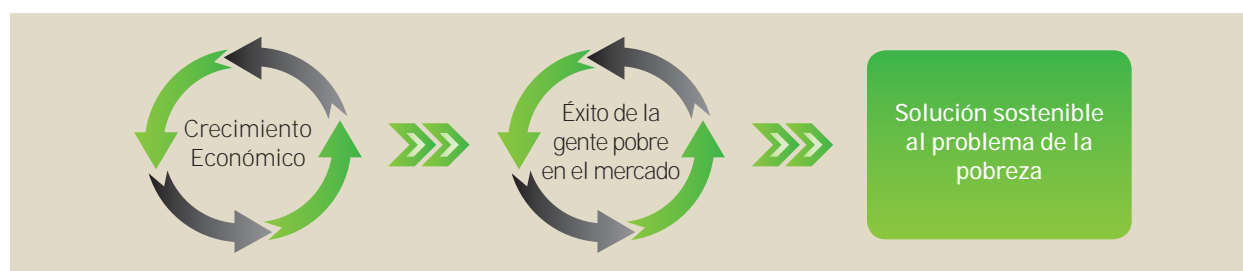 Crecimiento
Económico
Éxito de la
gente pobre
en el mercado
Solución sostenible
al problema de la
pobreza